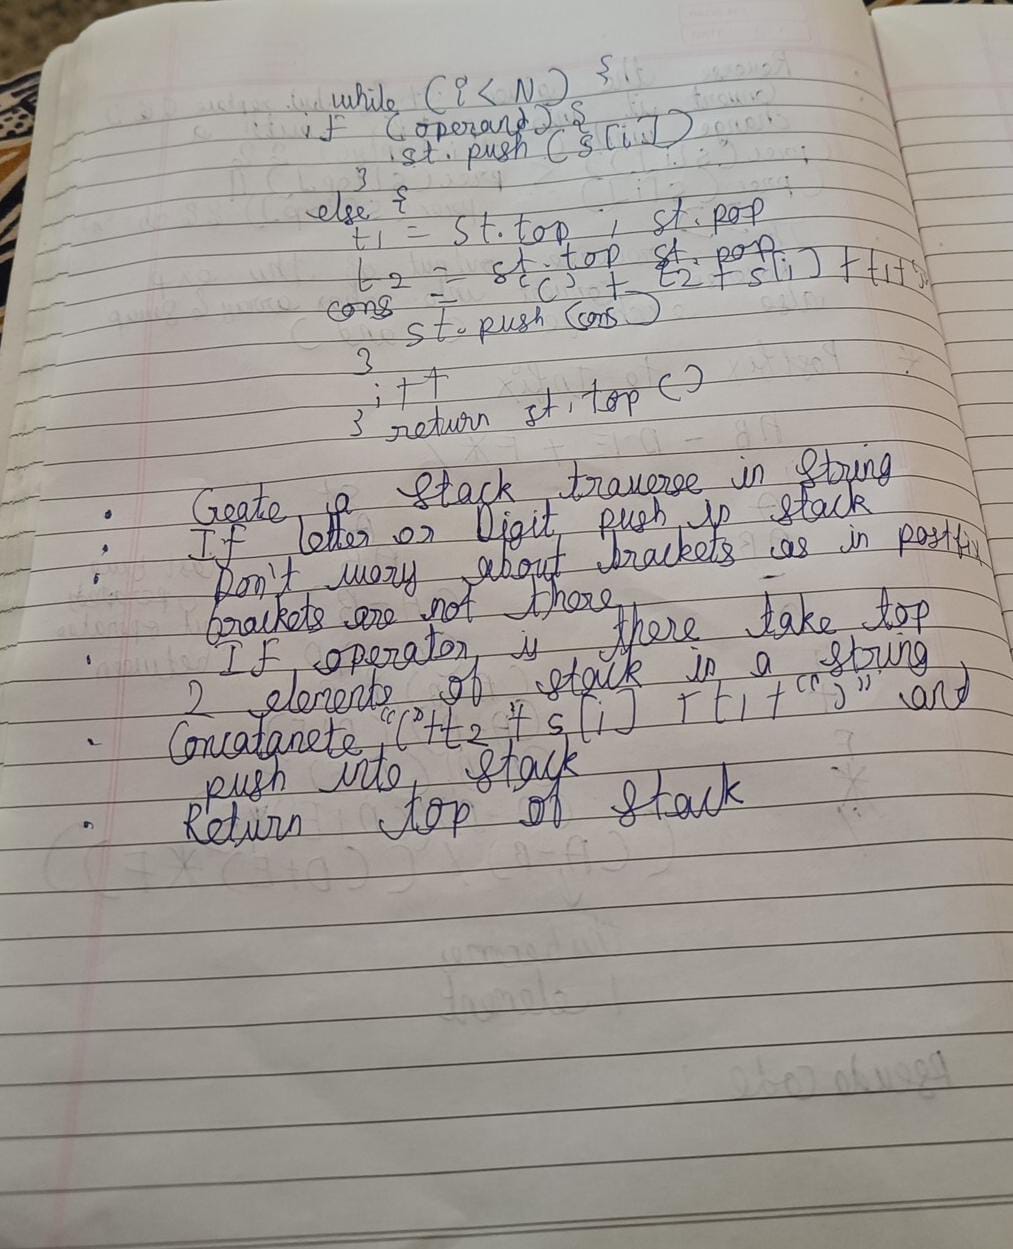 while (i < N) {
if (operand) {
st. push (s[i])
}
else {
t1 = st.top ; st. pop
t2 = st. top st. pop
cons = "(" + t2 + s[i] + t1 + ")"
st. push (cons)
}
i++
} return st. top ()
• Create a stack traverse in string
• If letter or Digit push in stack
• Don't worry about brackets as in postfix
brackets are not there
• If operator is there take top
2 elements of stack in a string
• Concatanete "(" + t2 + s[i] + t1 + ")" and
push into stack
• Return top of stack